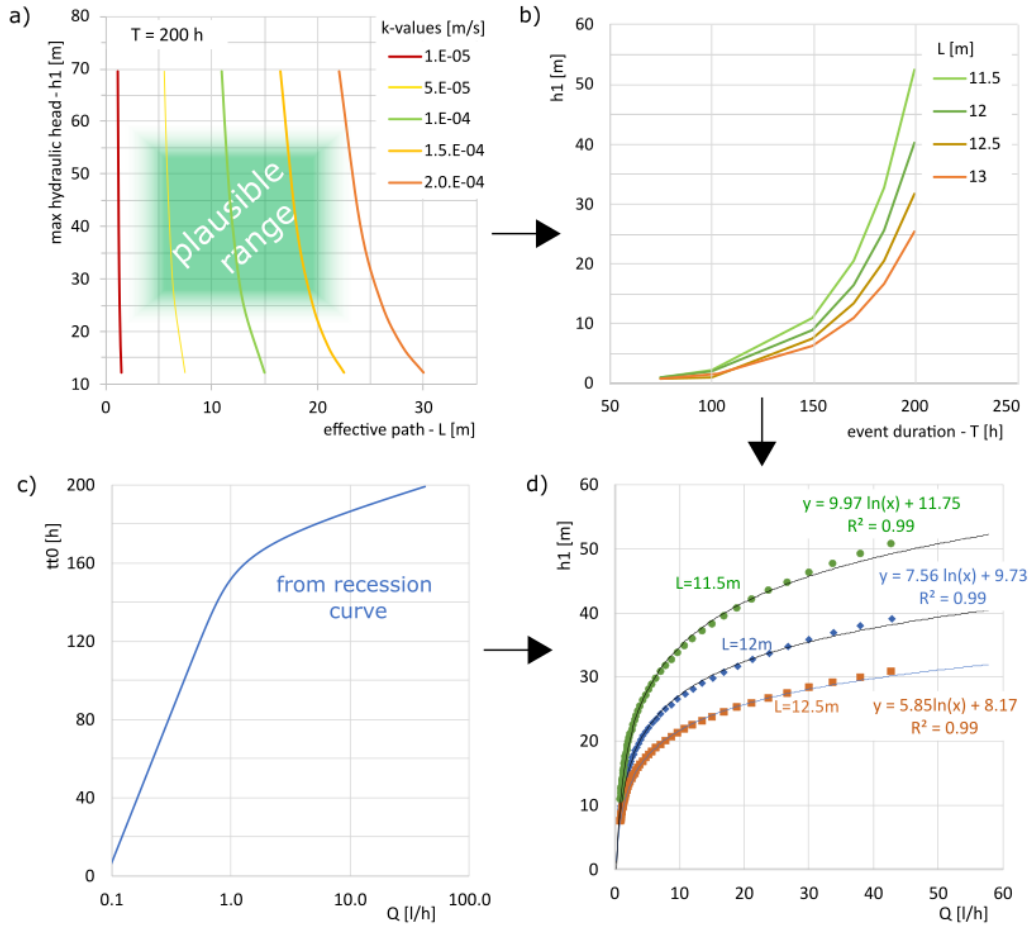 a)
T = 200 h
k-values [m/s]
1.E-05
5.E-05
1.E-04
1.5.E-04
2.0.E-04
max hydraulic head - h1 [m]
80
70
60
50
40
30
20
10
plausible
range
0
10
20
30
effective path - L [m]
b)
h1 [m]
60
50
40
30
20
10
0
L [m]
11.5
12
12.5
13
50
100
150
200
250
event duration - T [h]
c)
tt0 [h]
200
160
120
80
40
0
from recession
curve
0.1
1.0
10.0
100.0
Q [l/h]
d)
h1 [m]
60
50
40
30
20
10
0
y = 9.97 ln(x) + 11.75
R² = 0.99
L=11.5m
y = 7.56 ln(x) + 9.73
R² = 0.99
L=12m
L=12.5m
y = 5.85ln(x) + 8.17
R² = 0.99
0
10
20
30
40
50
60
Q [l/h]